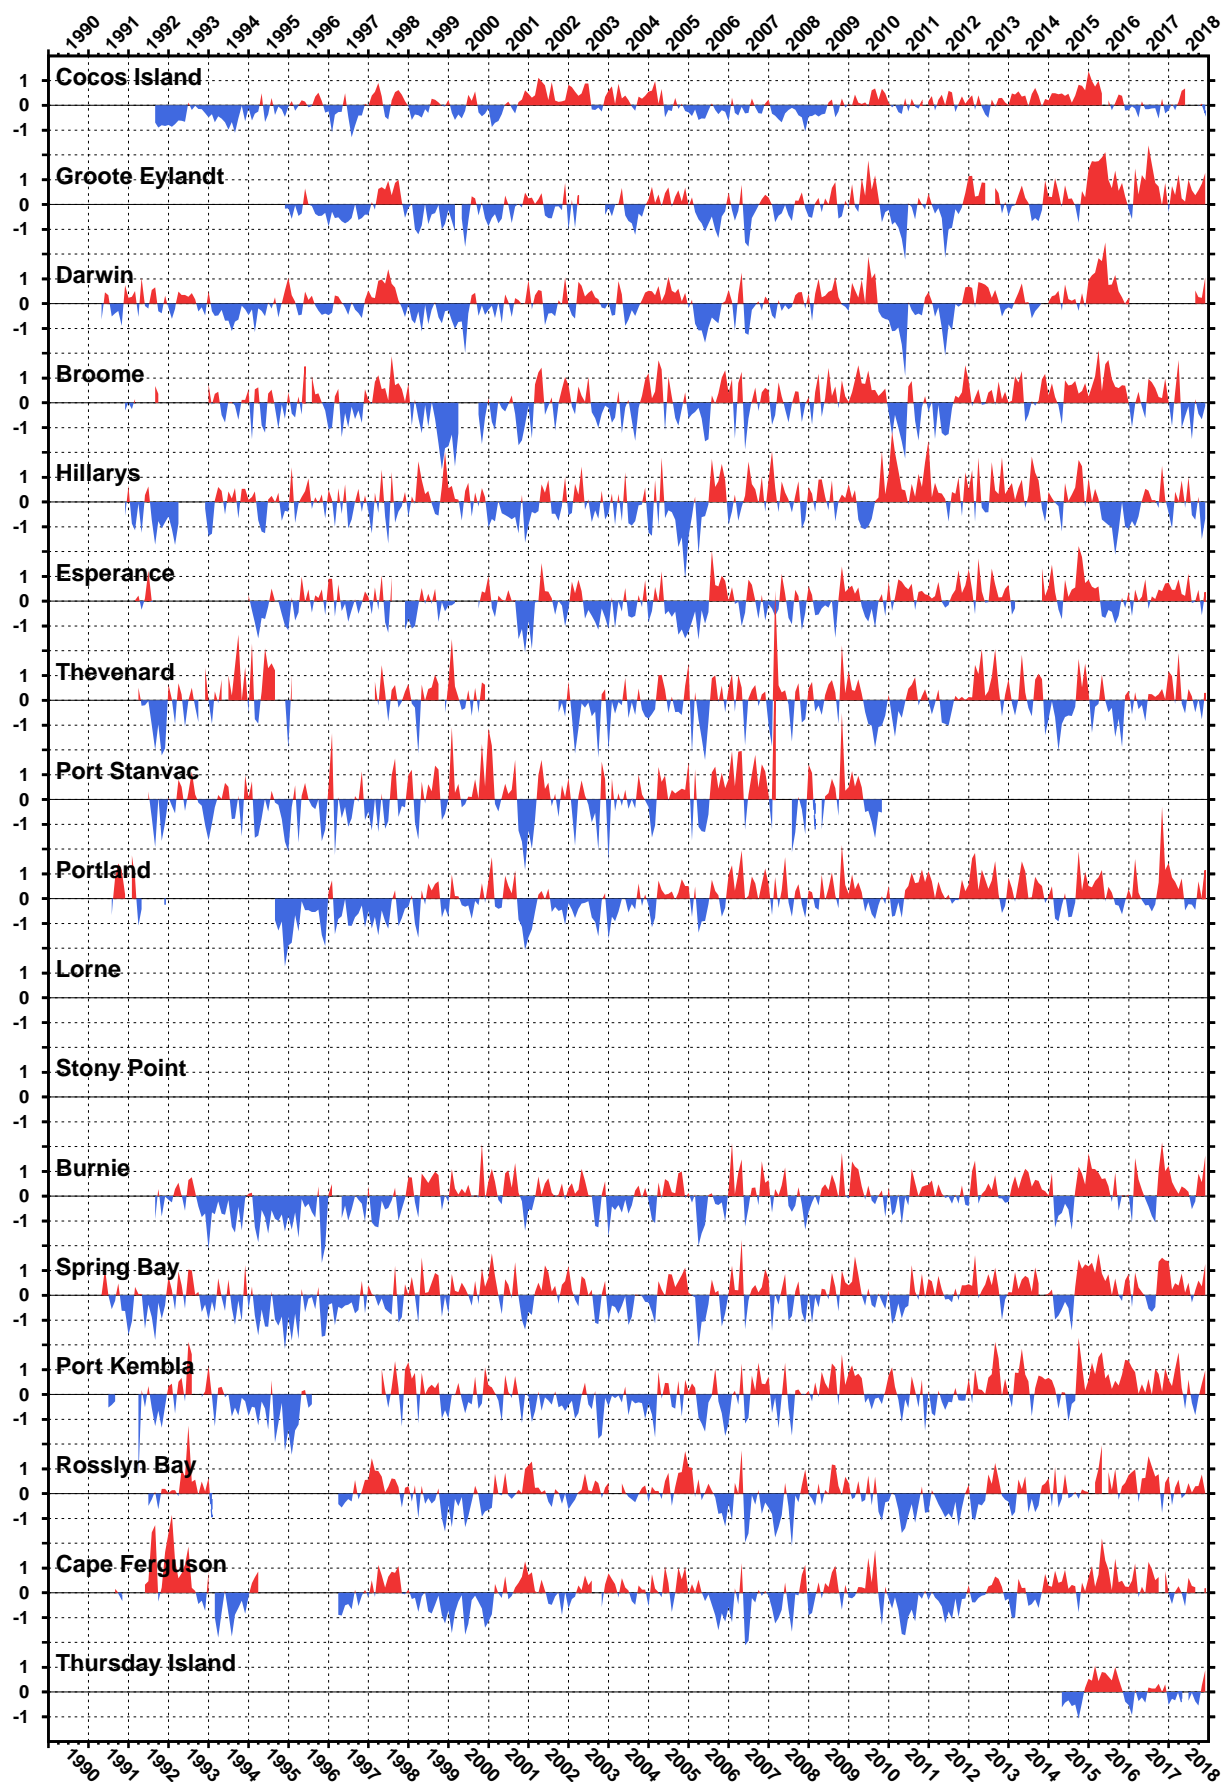 1990 1991 1992 1993 1994 1995 1996 1997 1998 1999 2000 2001 2002 2003 2004 2005 2006 2007 2008 2009 2010 2011 2012 2013 2014 2015 2016 2017 2018
Cocos Island
1
0
-1
Groote Eylandt
1
0
-1
Darwin
1
0
-1
Broome
1
0
-1
Hillarys
1
0
-1
Esperance
1
0
-1
Thevenard
1
0
-1
Port Stanvac
1
0
-1
Portland
1
0
-1
Lorne
1
0
-1
Stony Point
1
0
-1
Burnie
1
0
-1
Spring Bay
1
0
-1
Port Kembla
1
0
-1
Rosslyn Bay
1
0
-1
Cape Ferguson
1
0
-1
Thursday Island
1
0
-1
1990 1991 1992 1993 1994 1995 1996 1997 1998 1999 2000 2001 2002 2003 2004 2005 2006 2007 2008 2009 2010 2011 2012 2013 2014 2015 2016 2017 2018